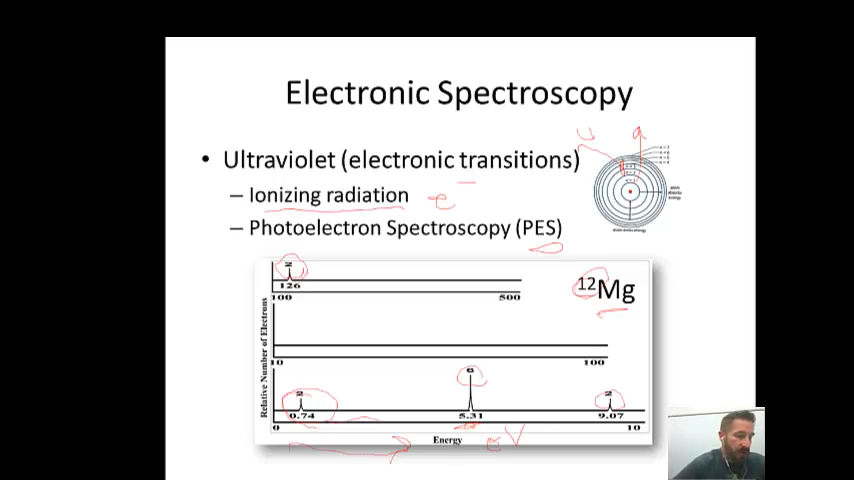 Electronic Spectroscopy
• Ultraviolet (electronic transitions)
– Ionizing radiation e
– Photoelectron Spectroscopy (PES)
2
126
100 500
12Mg
Relative Number of Electrons
10 100
2 6 2
0.74 5.31 9.07
0 10
Energy eV